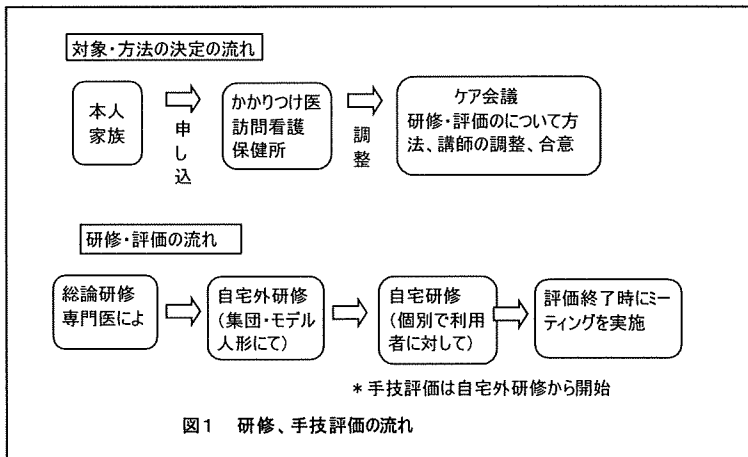 対象・方法の決定の流れ
本人
家族
申し込
かかりつけ医
訪問看護
保健所
調整
ケア会議
研修・評価のについて方
法、講師の調整、合意
研修・評価の流れ
総論研修
専門医によ
自宅外研修
(集団・モデル
人形にて)
自宅研修
(個別で利用
者に対して)
評価終了時にミー
ティングを実施
*手技評価は自宅外研修から開始
図1 研修、手技評価の流れ